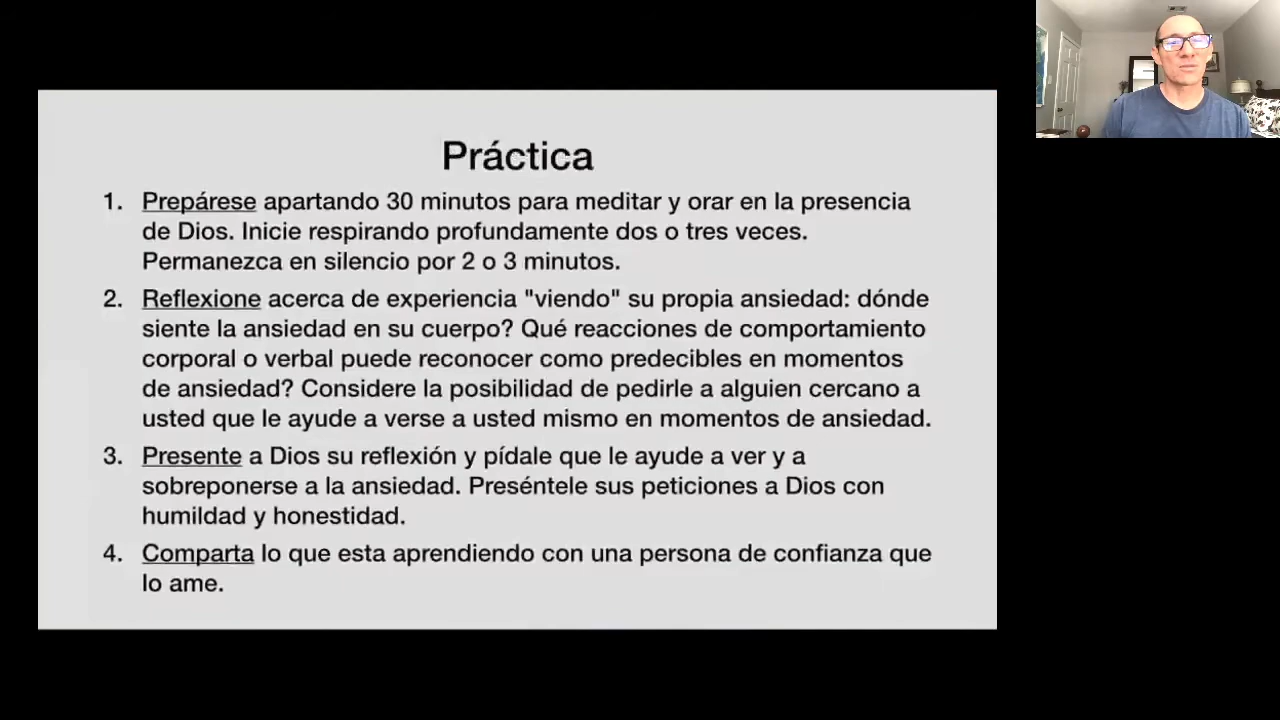 Práctica
1. Prepárese apartando 30 minutos para meditar y orar en la presencia
de Dios. Inicie respirando profundamente dos o tres veces.
Permanezca en silencio por 2 o 3 minutos.
2. Reflexione acerca de experiencia "viendo" su propia ansiedad: dónde
siente la ansiedad en su cuerpo? Qué reacciones de comportamiento
corporal o verbal puede reconocer como predecibles en momentos
de ansiedad? Considere la posibilidad de pedirle a alguien cercano a
usted que le ayude a verse a usted mismo en momentos de ansiedad.
3. Presente a Dios su reflexión y pídale que le ayude a ver y a
sobreponerse a la ansiedad. Preséntele sus peticiones a Dios con
humildad y honestidad.
4. Comparta lo que esta aprendiendo con una persona de confianza que
lo ame.